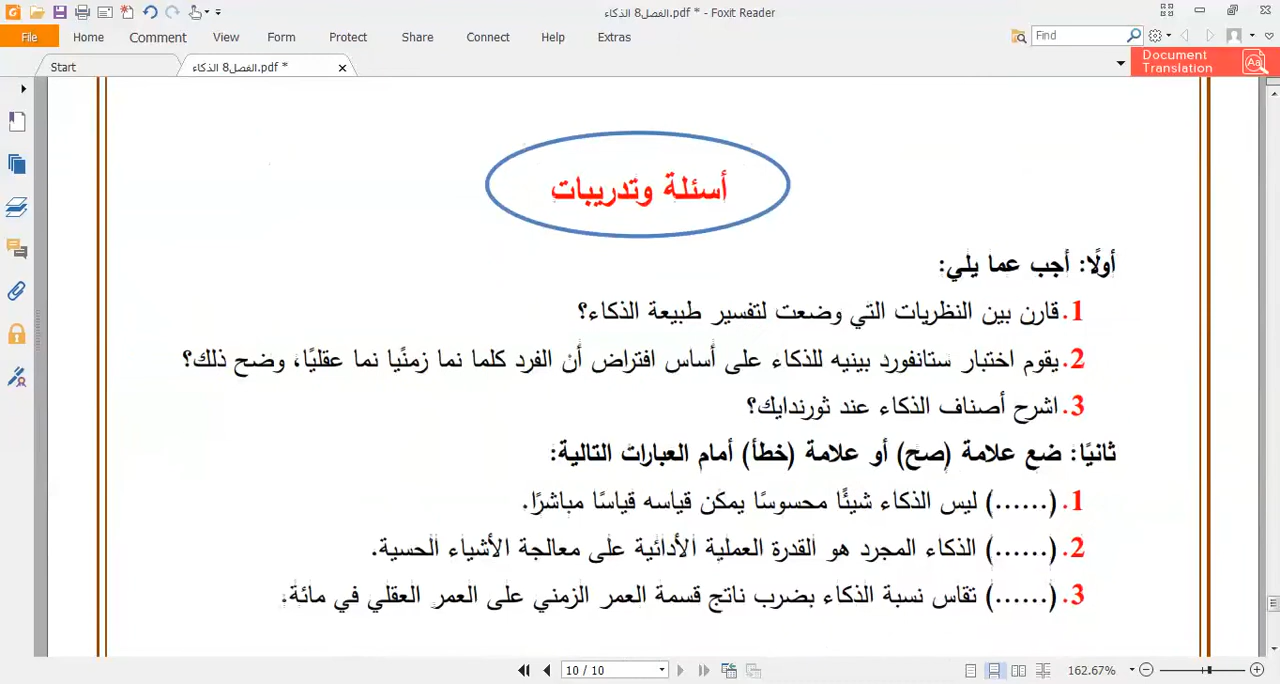 الفصل8 الذكاء.pdf * - Foxit Reader
File Home Comment View Form Protect Share Connect Help Extras Find
Start الفصل8 الذكاء.pdf * Document
Translation
أسئلة وتدريبات
أولًا: أجب عما يلي:
1. قارن بين النظريات التي وضعت لتفسير طبيعة الذكاء؟
2. يقوم اختبار ستانفورد بينيه للذكاء على أساس افتراض أن الفرد كلما نما زمنًيا نما عقليًا، وضح ذلك؟
3. اشرح أصناف الذكاء عند ثورندايك؟
ثانيًا: ضع علامة (صح) أو علامة (خطأ) أمام العبارات التالية:
1. (......) ليس الذكاء شيئًا محسوسًا يمكن قياسه قياسًا مباشرًا.
2. (......) الذكاء المجرد هو القدرة العملية الأدائية على معالجة الأشياء الحسية.
3. (......) تقاس نسبة الذكاء بضرب ناتج قسمة العمر الزمني على العمر العقلي في مائة.
10 / 10 162.67%